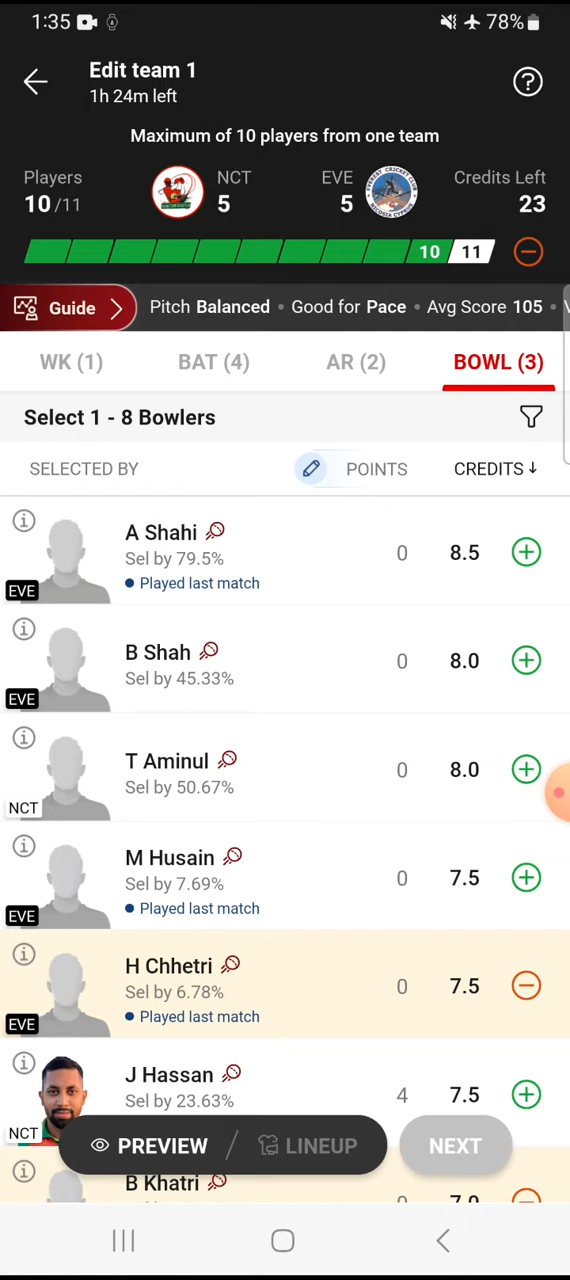 1:35 78%
Edit team 1
1h 24m left
Maximum of 10 players from one team
Players NCT EVE Credits Left
10/11 5 5 23
10 11
Guide Pitch Balanced • Good for Pace • Avg Score 105 •
WK (1) BAT (4) AR (2) BOWL (3)
Select 1 - 8 Bowlers
SELECTED BY POINTS CREDITS↓
A Shahi
Sel by 79.5% 0 8.5
Played last match
EVE
B Shah
Sel by 45.33% 0 8.0
EVE
T Aminul
Sel by 50.67% 0 8.0
NCT
M Husain
Sel by 7.69% 0 7.5
Played last match
EVE
H Chhetri
Sel by 6.78% 0 7.5
Played last match
EVE
J Hassan
Sel by 23.63% 4 7.5
NCT
PREVIEW / LINEUP NEXT
B Khatri
0 7.0